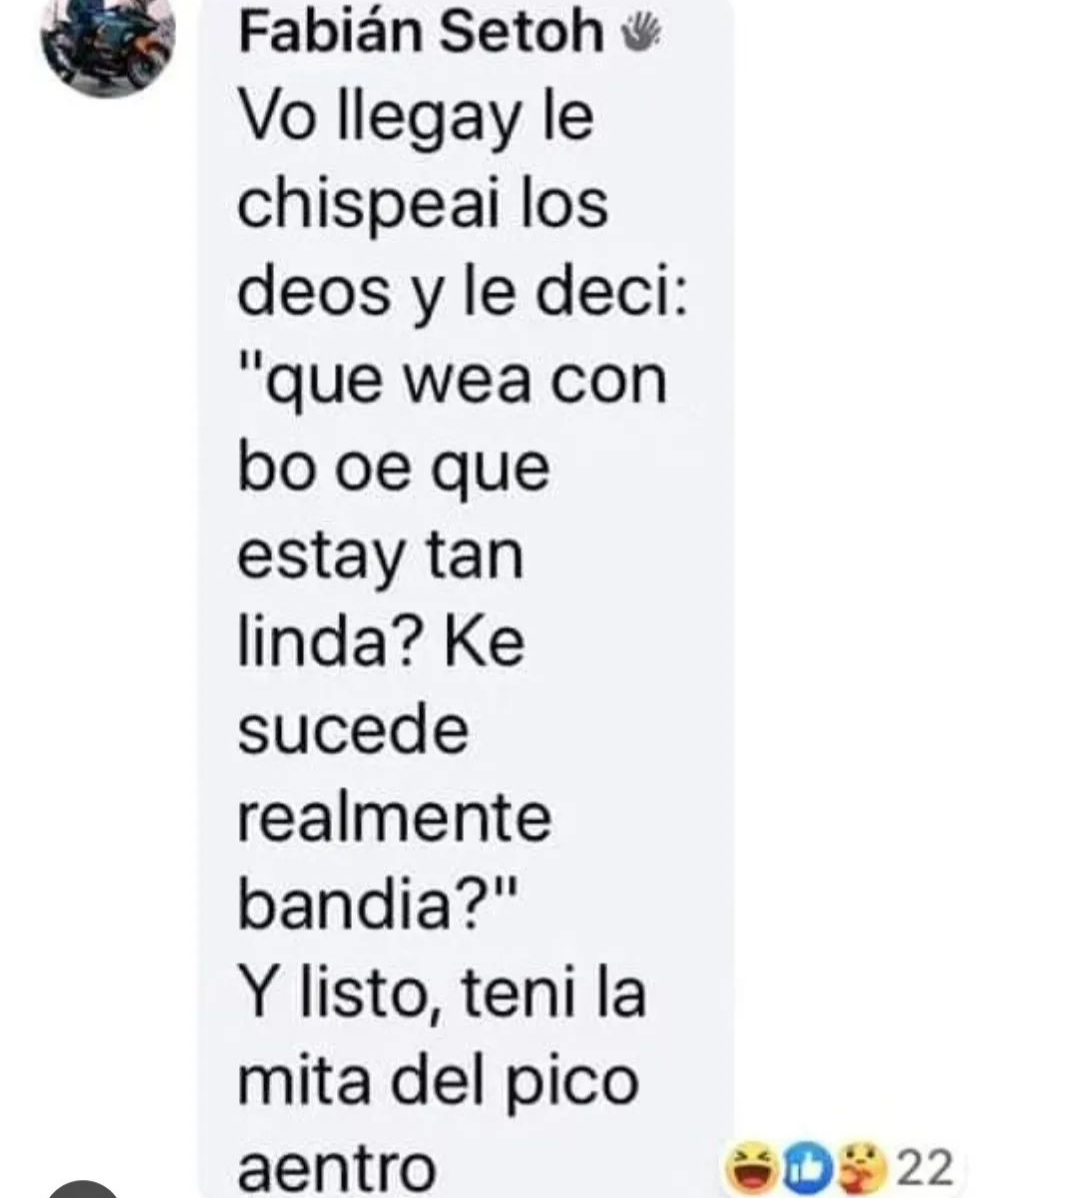 Fabián Setoh
Vo llegay le
chispeai los
deos y le deci:
"que wea con
bo oe que
estay tan
linda? Ke
sucede
realmente
bandia?"
Y listo, teni la
mita del pico
aentro
22